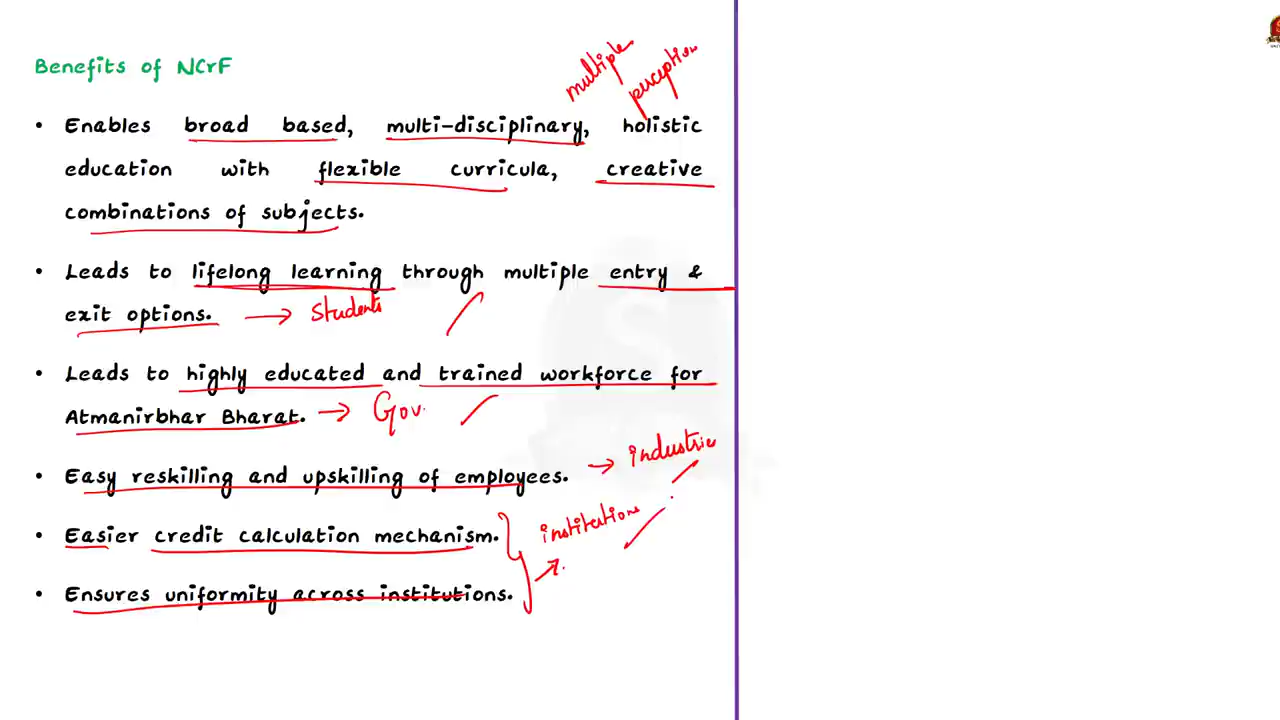 Benefits of NCrF
multiple
perception
• Enables broad based, multi-disciplinary, holistic
education with flexible curricula, creative
combinations of subjects.
• Leads to lifelong learning through multiple entry &
exit options. → Students
• Leads to highly educated and trained workforce for
Atmanirbhar Bharat. → Gov.
• Easy reskilling and upskilling of employees. → industries
• Easier credit calculation mechanism.
institutions
• Ensures uniformity across institutions.